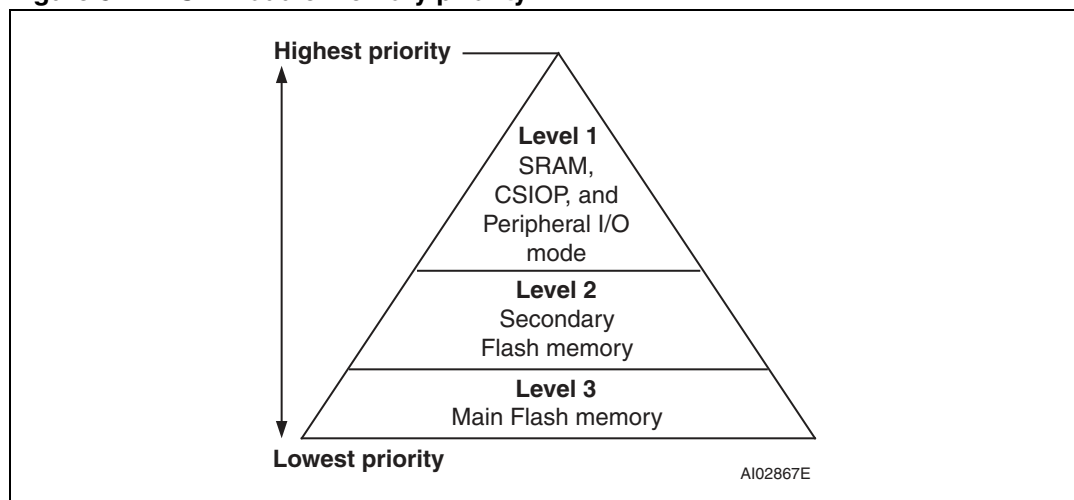 Highest priority
Level 1
SRAM,
CSIOP, and
Peripheral I/O
mode
Level 2
Secondary
Flash memory
Level 3
Main Flash memory
Lowest priority
AI02867E